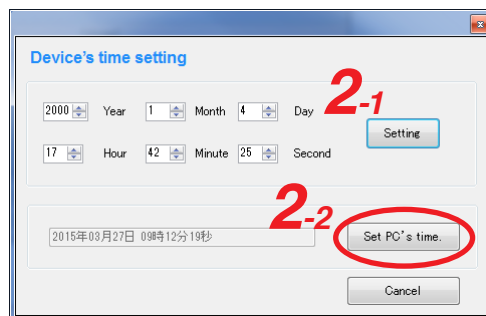 x
Device's time setting
2-1
2000 Year 1 Month 4 Day
Setting
17 Hour 42 Minute 25 Second
2-2
2015年03月27日 09時12分19秒 Set PC's time.
Cancel